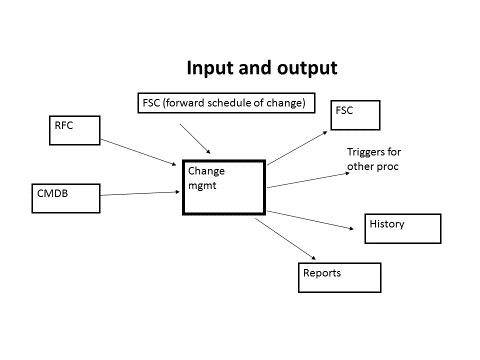 Input and output
FSC (forward schedule of change)
FSC
RFC
Triggers for
other proc
Change
mgmt
CMDB
History
Reports